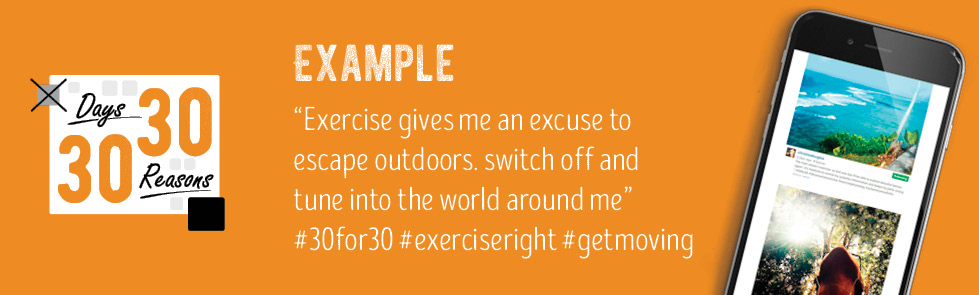 EXAMPLE
“Exercise gives me an excuse to
escape outdoors. switch off and
tune into the world around me”
#30for30 #exerciseright #getmoving
Days 30
30 Reasons